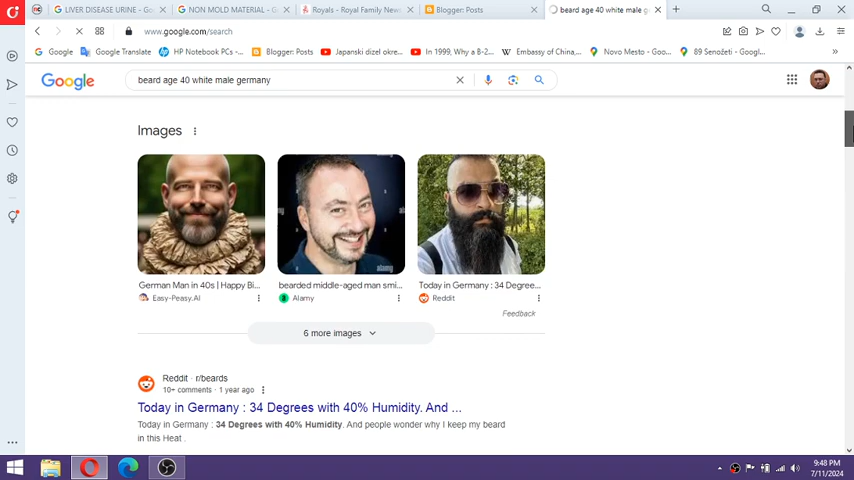 LIVER DISEASE URINE - Goo
NON MOLD MATERIAL - G
Royals - Royal Family News
Blogger: Posts
beard age 40 white male g
www.google.com/search
Google
Google Translate
HP Notebook PCs - ...
Blogger: Posts
Japanski dizel okre...
In 1999, Why a B-2...
Embassy of China,...
Novo Mesto - Goo...
89 Senožeti - Googl...
Google
beard age 40 white male germany
Images
German Man in 40s | Happy Bi...
bearded middle-aged man smi...
Today in Germany : 34 Degree...
Easy-Peasy.AI
Alamy
Reddit
Feedback
6 more images
Reddit · r/beards
10+ comments · 1 year ago
Today in Germany : 34 Degrees with 40% Humidity. And ...
Today in Germany : 34 Degrees with 40% Humidity. And people wonder why I keep my beard
in this Heat .
9:48 PM
7/11/2024